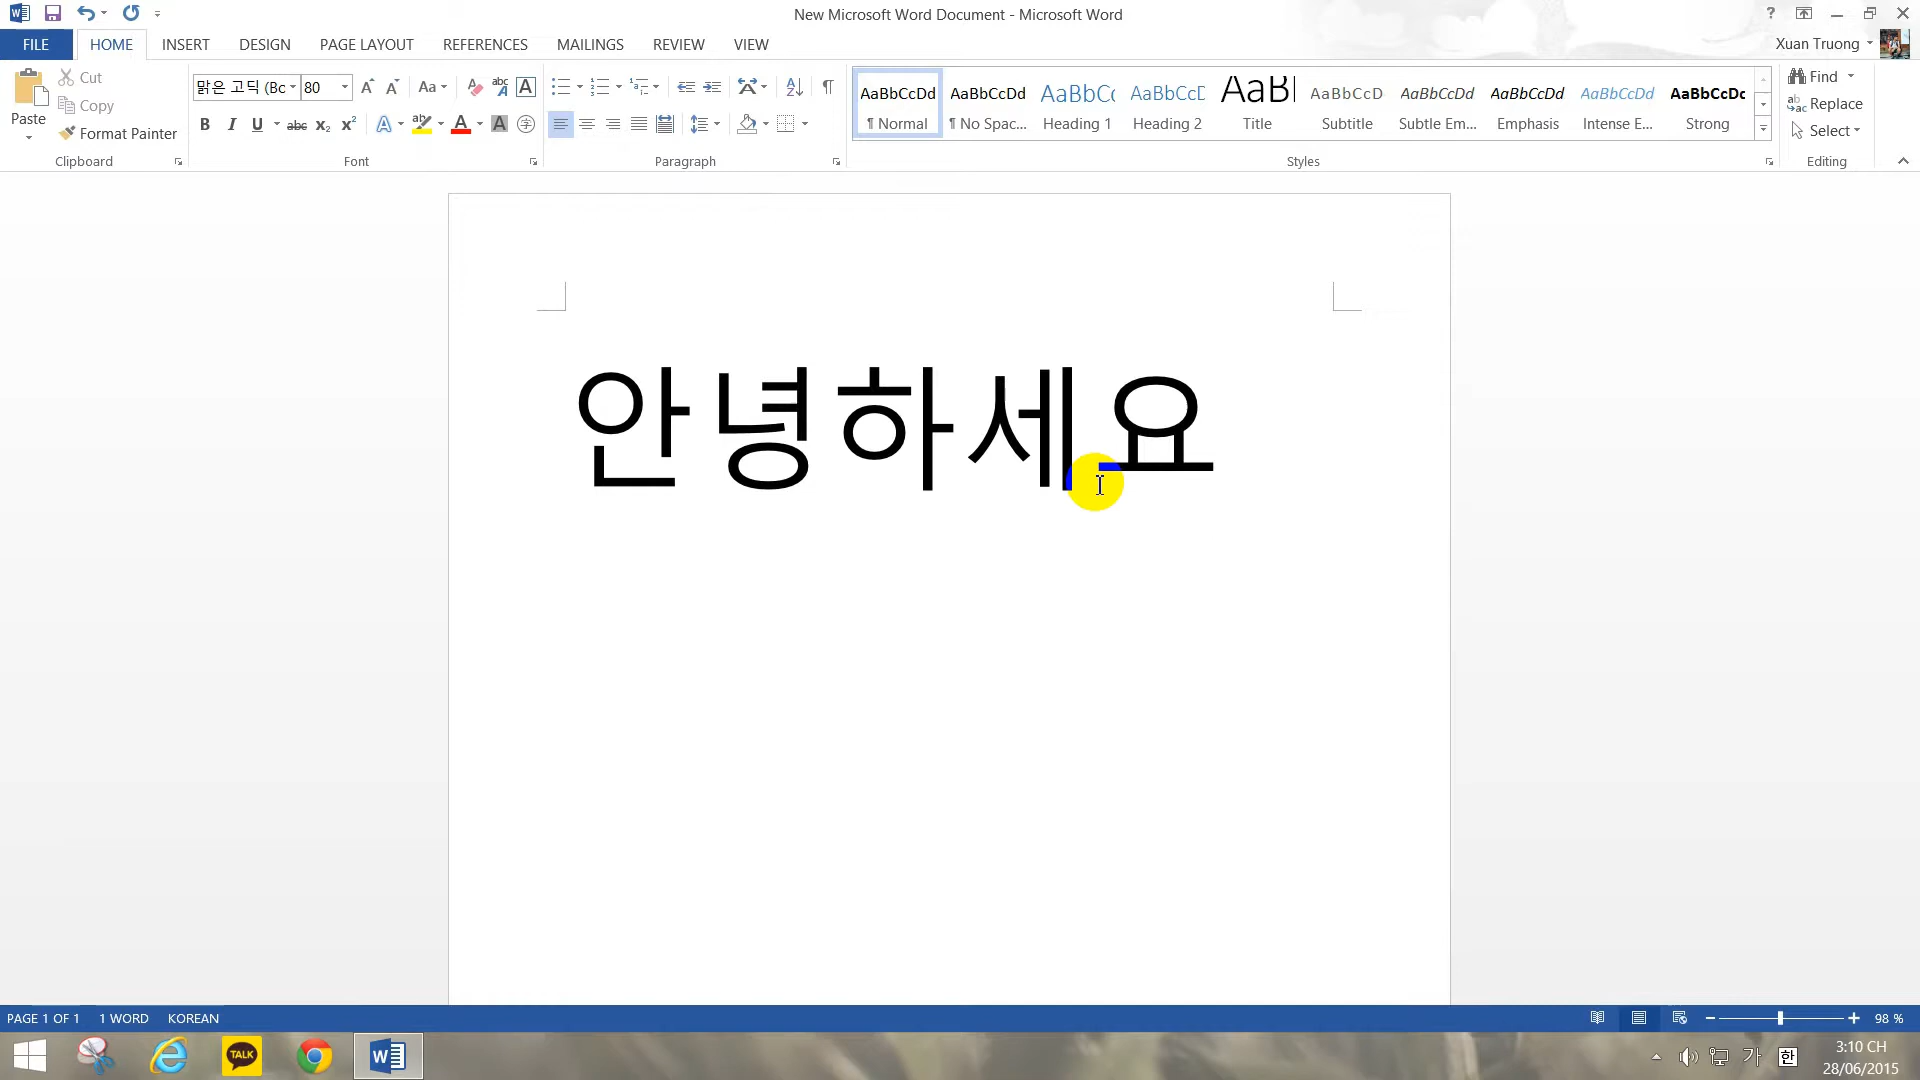 New Microsoft Word Document - Microsoft Word
?
FILE HOME INSERT DESIGN PAGE LAYOUT REFERENCES MAILINGS REVIEW VIEW
Xuan Truong
Paste
Cut
Copy
Format Painter
Clipboard
맑은 고딕 (Bc 80
Font
Paragraph
AaBbCcDd AaBbCcDd AaBbCc AaBbCcD AaBl AaBbCcD AaBbCcDd AaBbCcDd AaBbCcDd AaBbCcDc
¶ Normal ¶ No Spac... Heading 1 Heading 2 Title Subtitle Subtle Em... Emphasis Intense E... Strong
Styles
Find
Replace
Select
Editing
안녕하세요
PAGE 1 OF 1 1 WORD KOREAN
98 %
TALK
가 한
3:10 CH
28/06/2015